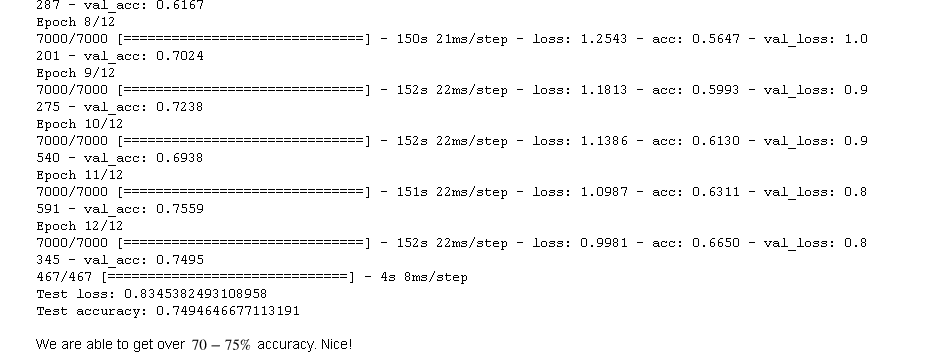 287 - val_acc: 0.6167
Epoch 8/12
7000/7000 [==============================] - 150s 21ms/step - loss: 1.2543 - acc: 0.5647 - val_loss: 1.0
201 - val_acc: 0.7024
Epoch 9/12
7000/7000 [==============================] - 152s 22ms/step - loss: 1.1813 - acc: 0.5993 - val_loss: 0.9
275 - val_acc: 0.7238
Epoch 10/12
7000/7000 [==============================] - 152s 22ms/step - loss: 1.1386 - acc: 0.6130 - val_loss: 0.9
540 - val_acc: 0.6938
Epoch 11/12
7000/7000 [==============================] - 151s 22ms/step - loss: 1.0987 - acc: 0.6311 - val_loss: 0.8
591 - val_acc: 0.7559
Epoch 12/12
7000/7000 [==============================] - 152s 22ms/step - loss: 0.9981 - acc: 0.6650 - val_loss: 0.8
345 - val_acc: 0.7495
467/467 [==============================] - 4s 8ms/step
Test loss: 0.8345382493108958
Test accuracy: 0.7494646677113191
We are able to get over 70 – 75% accuracy. Nice!